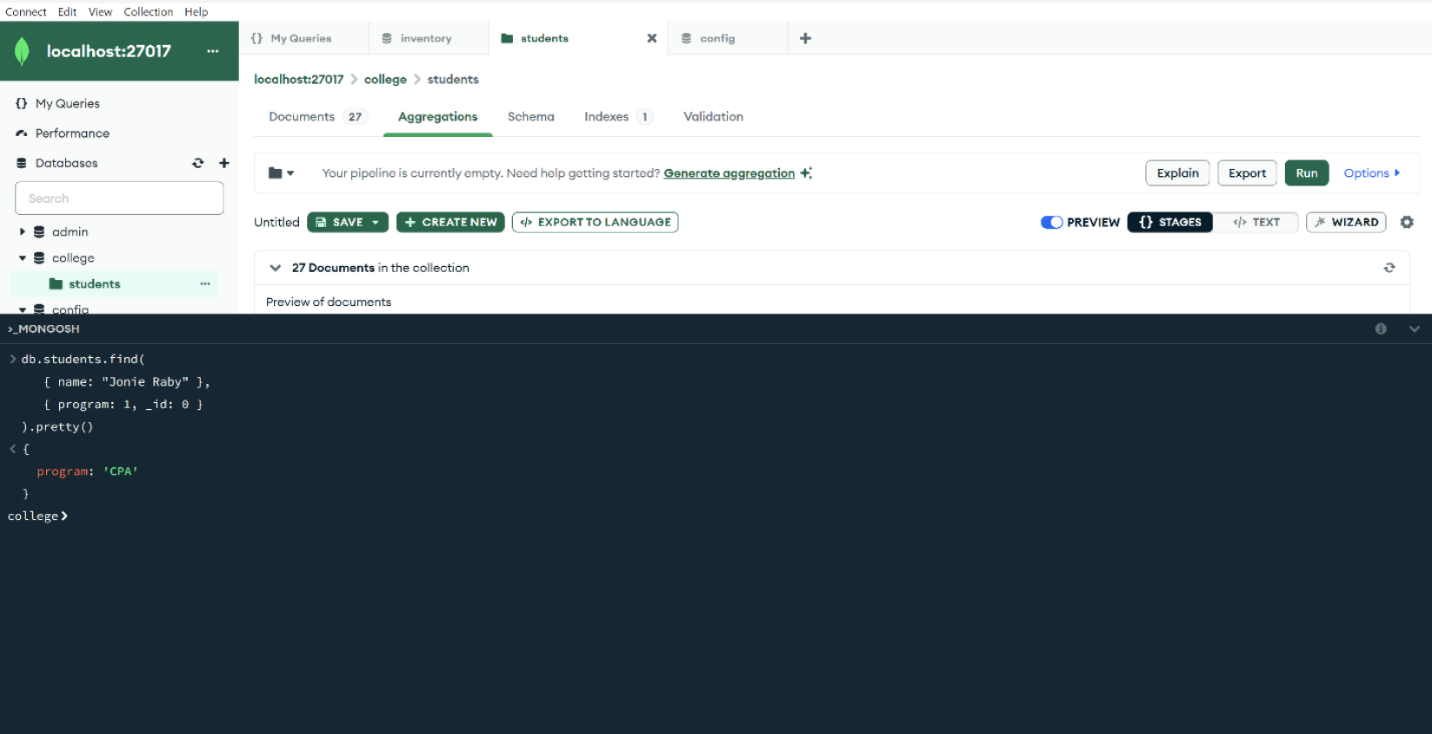 Connect Edit View Collection Help
localhost:27017 ...
{} My Queries
inventory
students
config
localhost:27017 > college > students
{} My Queries
Performance
Databases
Search
admin
college
students ...
config
Documents 27 Aggregations Schema Indexes 1 Validation
Your pipeline is currently empty. Need help getting started? Generate aggregation
Explain Export Run Options
Untitled SAVE + CREATE NEW </> EXPORT TO LANGUAGE
PREVIEW {} STAGES </> TEXT WIZARD
27 Documents in the collection
Preview of documents
>_MONGOSH
> db.students.find(
{ name: "Jonie Raby" },
{ program: 1, _id: 0 }
).pretty()
< {
program: 'CPA'
}
college>